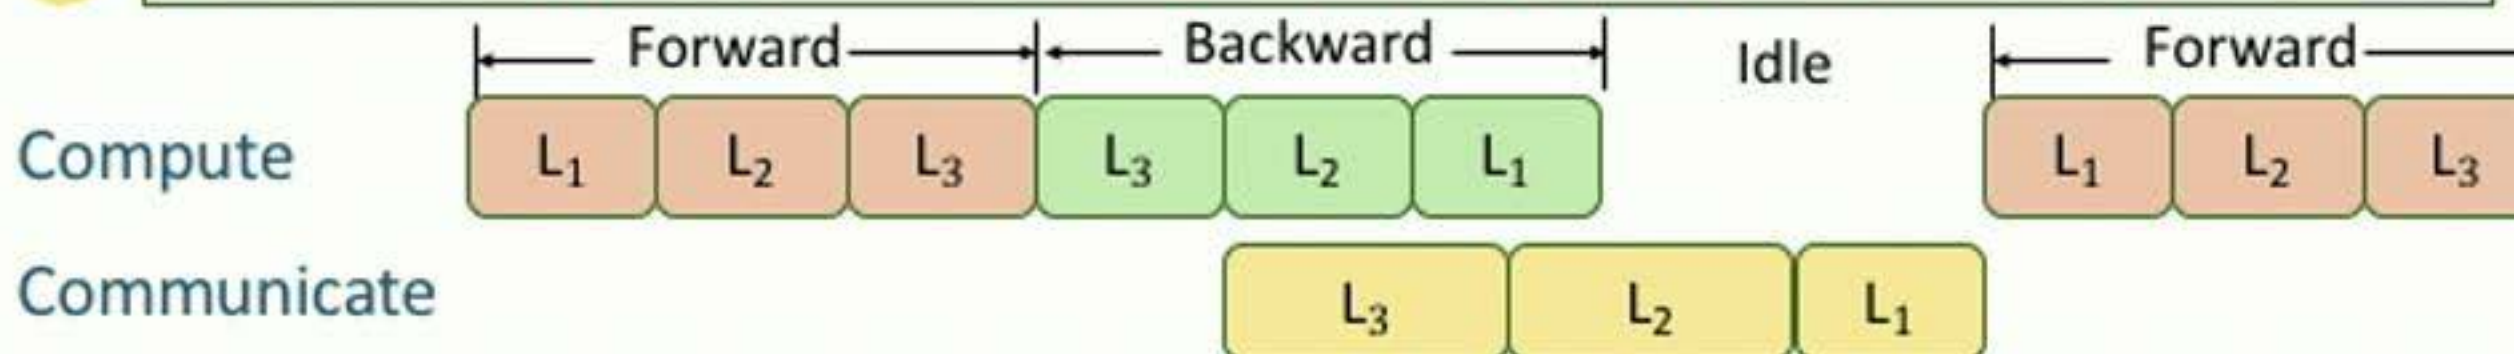 Forward Backward Idle Forward
Compute L₁ L₂ L₃ L₃ L₂ L₁ L₁ L₂ L₃
Communicate L₃ L₂ L₁